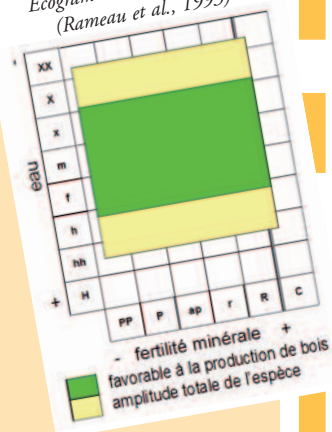 (Rameau et al., 1993)
-
XX
X
x
m
f
h
hh
H
+
eau
PP
P
ap
r
R
C
- fertilité minérale +
favorable à la production de bois
amplitude totale de l'espèce